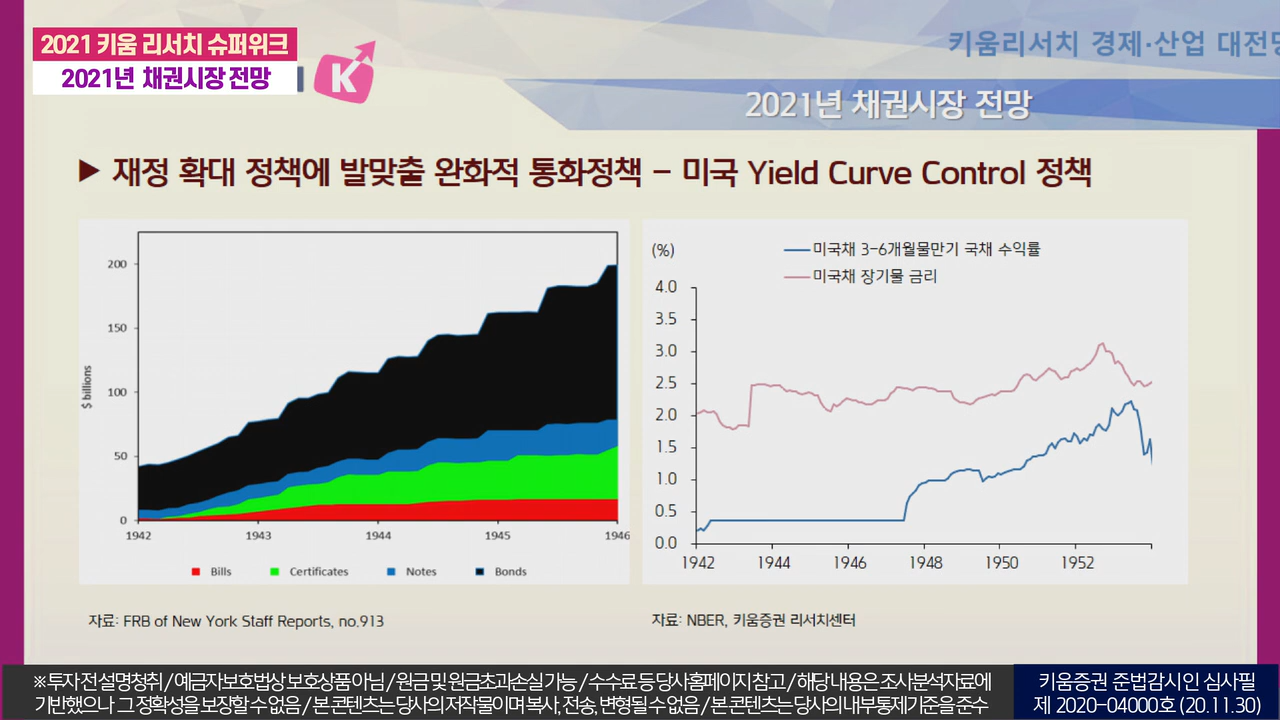 2021 키움 리서치 슈퍼위크
2021년 채권시장 전망
K
키움리서치 경제·산업 대전망
2021년 채권시장 전망
▶ 재정 확대 정책에 발맞출 완화적 통화정책 – 미국 Yield Curve Control 정책
200
150
100
50
0
$ billions
1942 1943 1944 1945 1946
Bills Certificates Notes Bonds
(%)
미국채 3-6개월물만기 국채 수익률
미국채 장기물 금리
4.0
3.5
3.0
2.5
2.0
1.5
1.0
0.5
0.0
1942 1944 1946 1948 1950 1952
자료: FRB of New York Staff Reports, no.913
자료: NBER, 키움증권 리서치센터
※ 투자 전 설명청취 / 예금자보호법상 보호상품 아님 / 원금 및 원금초과손실 가능 / 수수료 등 당사홈페이지 참고 / 해당 내용은 조사분석자료에
기반했으나 그 정확성을 보장할 수 없음 / 본 콘텐츠는 당사의 저작물이며 복사, 전송, 변형될 수 없음 / 본 콘텐츠는 당사의 내부통제기준을 준수
키움증권 준법감시인 심사필
제 2020-04000호 (20.11.30)